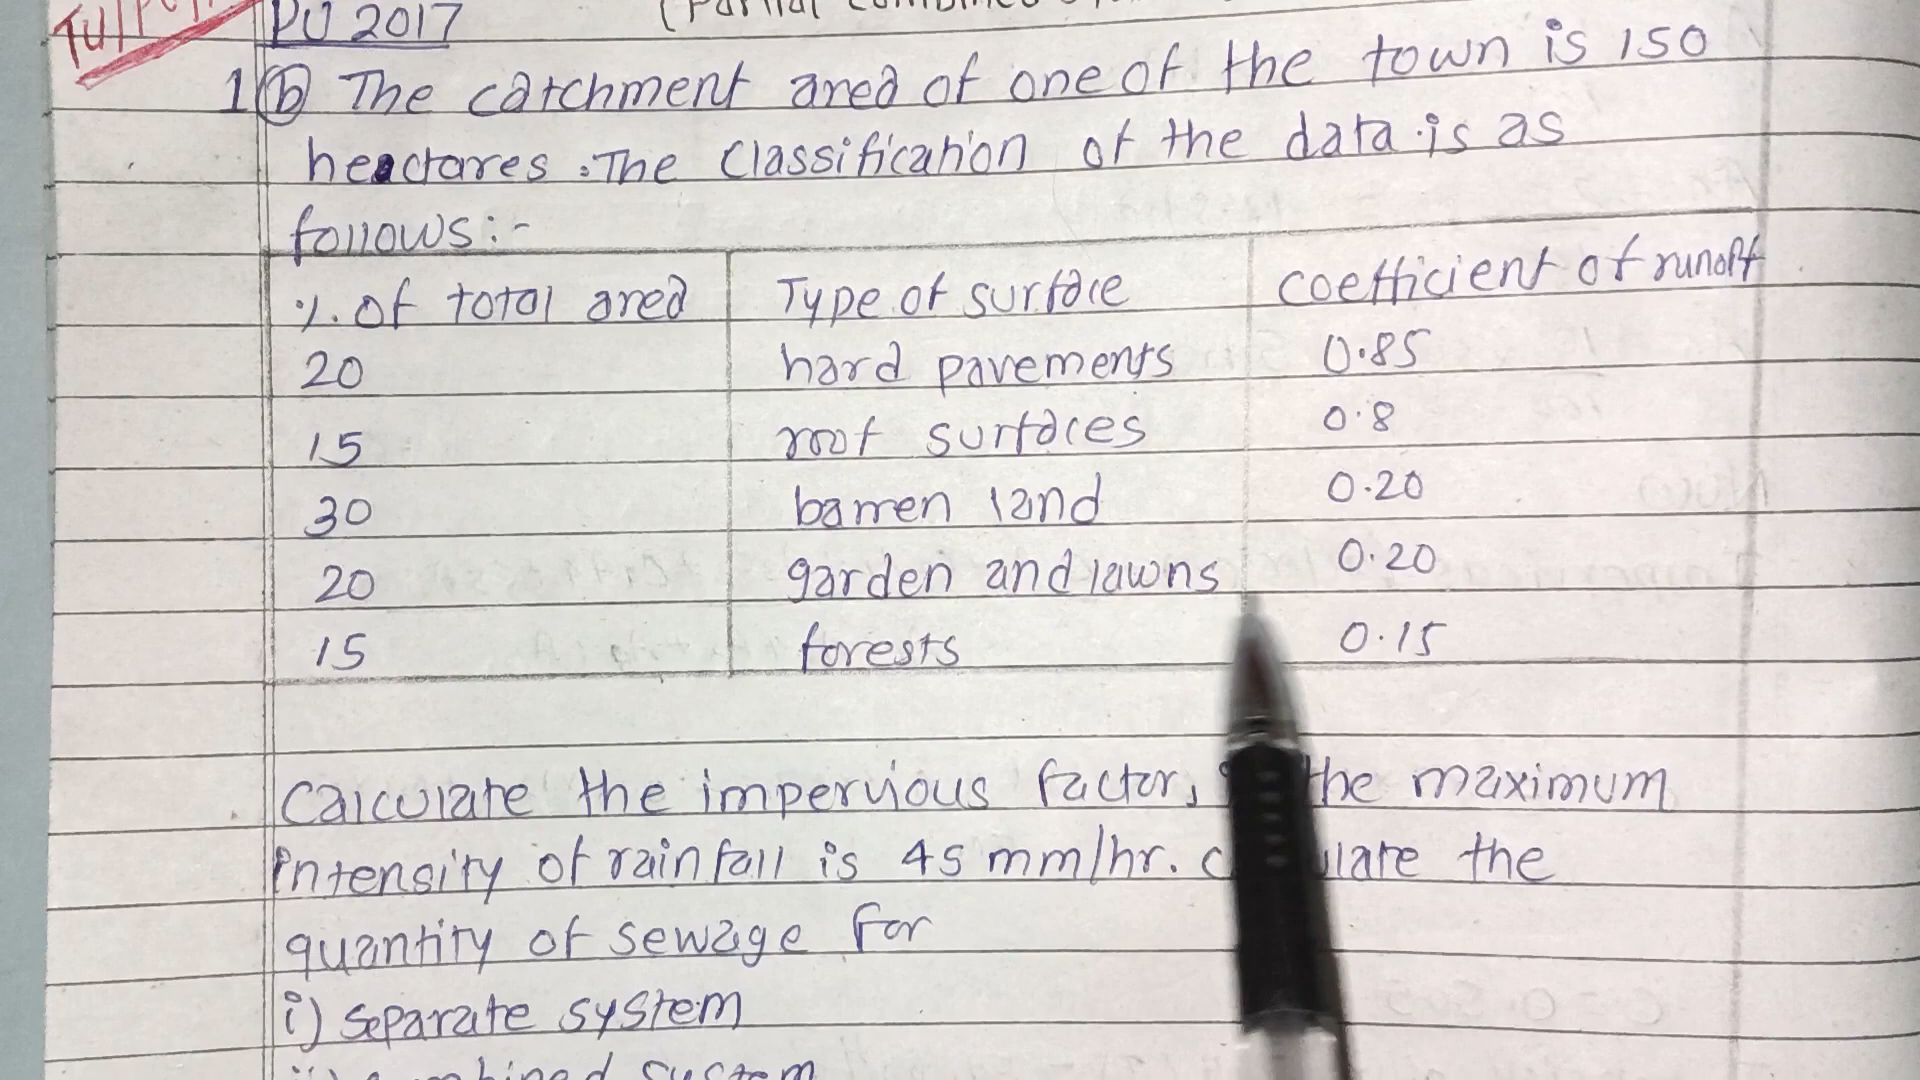 PU 2017
1 (b) The catchment area of one of the town is 150
hectares. The classification of the data is as
follows:-
%. of total area Type of surface coefficient of runoff
20 hard pavements 0.85
15 roof surfaces 0.8
30 barren land 0.20
20 garden and lawns 0.20
15 forests 0.15
Calculate the impervious factor, the maximum
intensity of rainfall is 45 mm/hr. the
quantity of sewage for
i) separate system
system